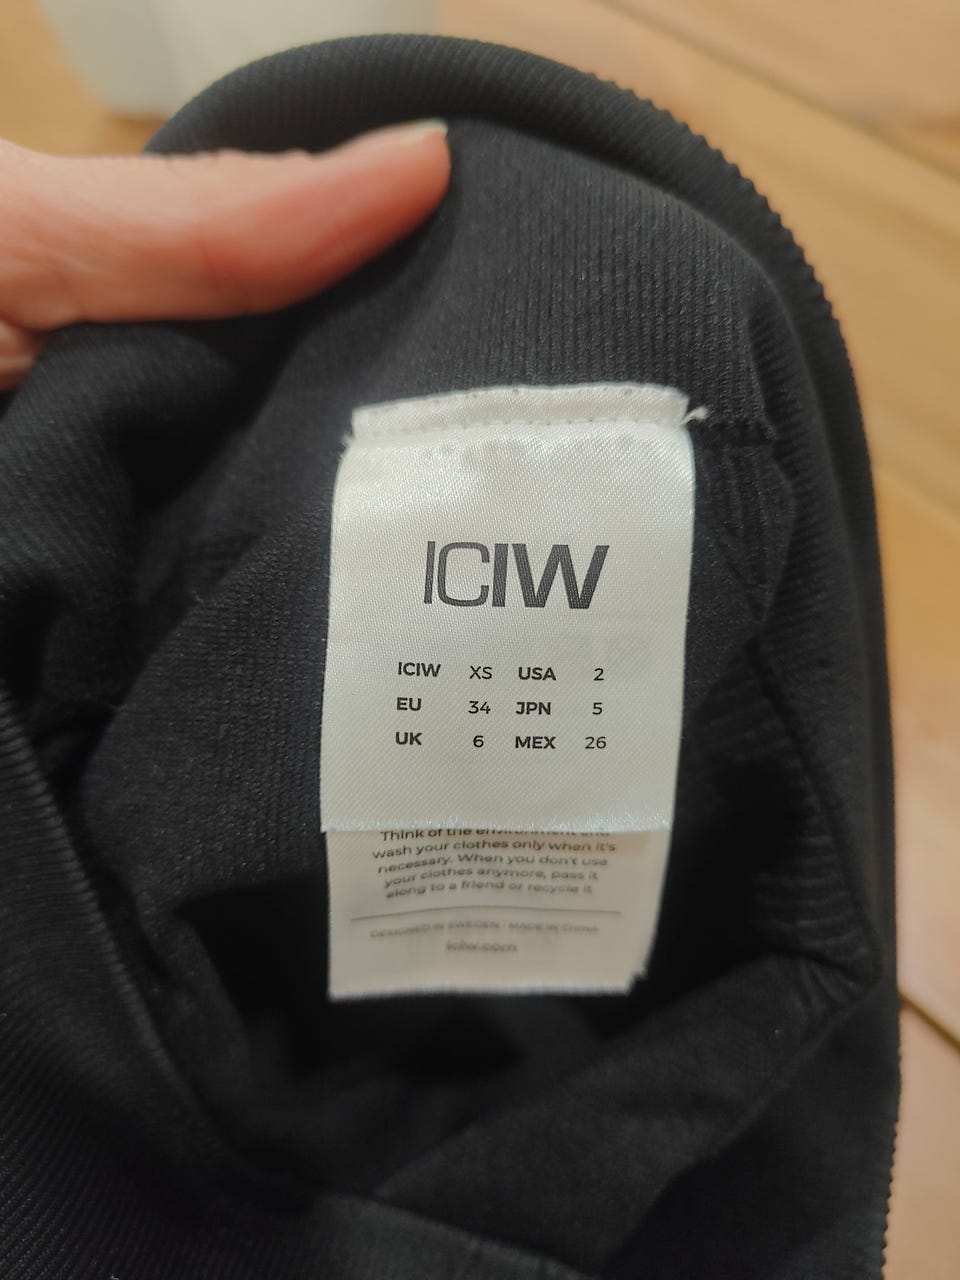 ICIW
ICIW XS USA 2
EU 34 JPN 5
UK 6 MEX 26
Think of the environment and
wash your clothes only when it's
necessary. When you don't use
your clothes anymore, pass it
along to a friend or recycle it
DESIGNED IN SWEDEN · MADE IN CHINA
iciw.com